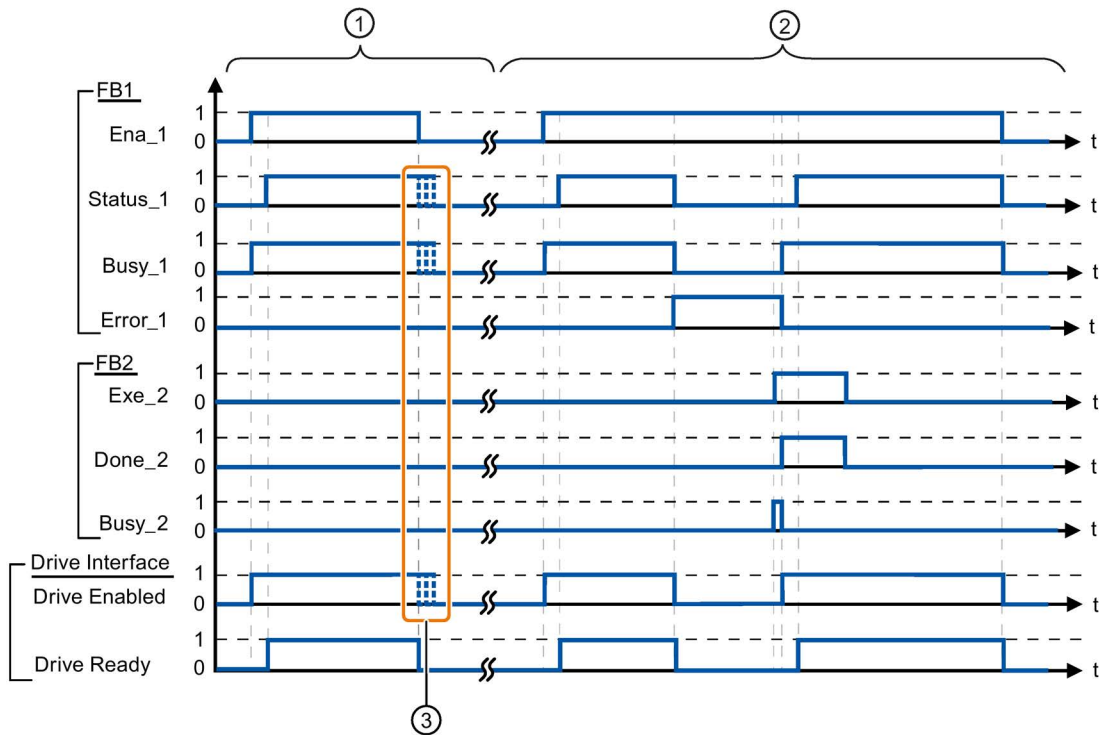 ① ②
FB1
1
Ena_1 0 t
1
Status_1 0 t
1
Busy_1 0 t
1
Error_1 0 t
FB2
1
Exe_2 0 t
1
Done_2 0 t
1
Busy_2 0 t
Drive Interface
1
Drive Enabled 0 t
1
Drive Ready 0 t
③